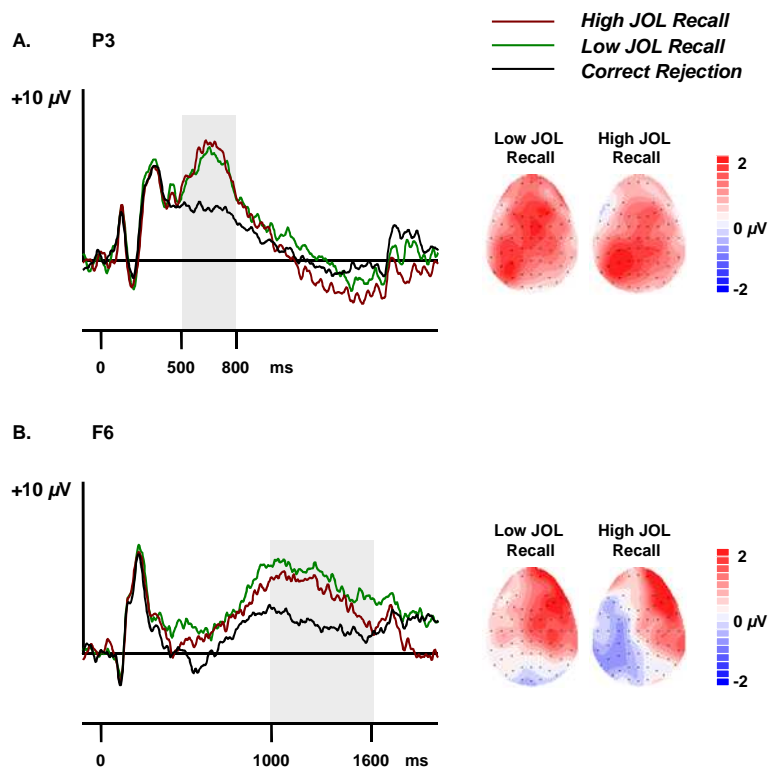 High JOL Recall
Low JOL Recall
Correct Rejection
A. P3
+10 µV
Low JOL Recall
High JOL Recall
2
0 µV
-2
0 500 800 ms
B. F6
+10 µV
Low JOL Recall
High JOL Recall
2
0 µV
-2
0 1000 1600 ms